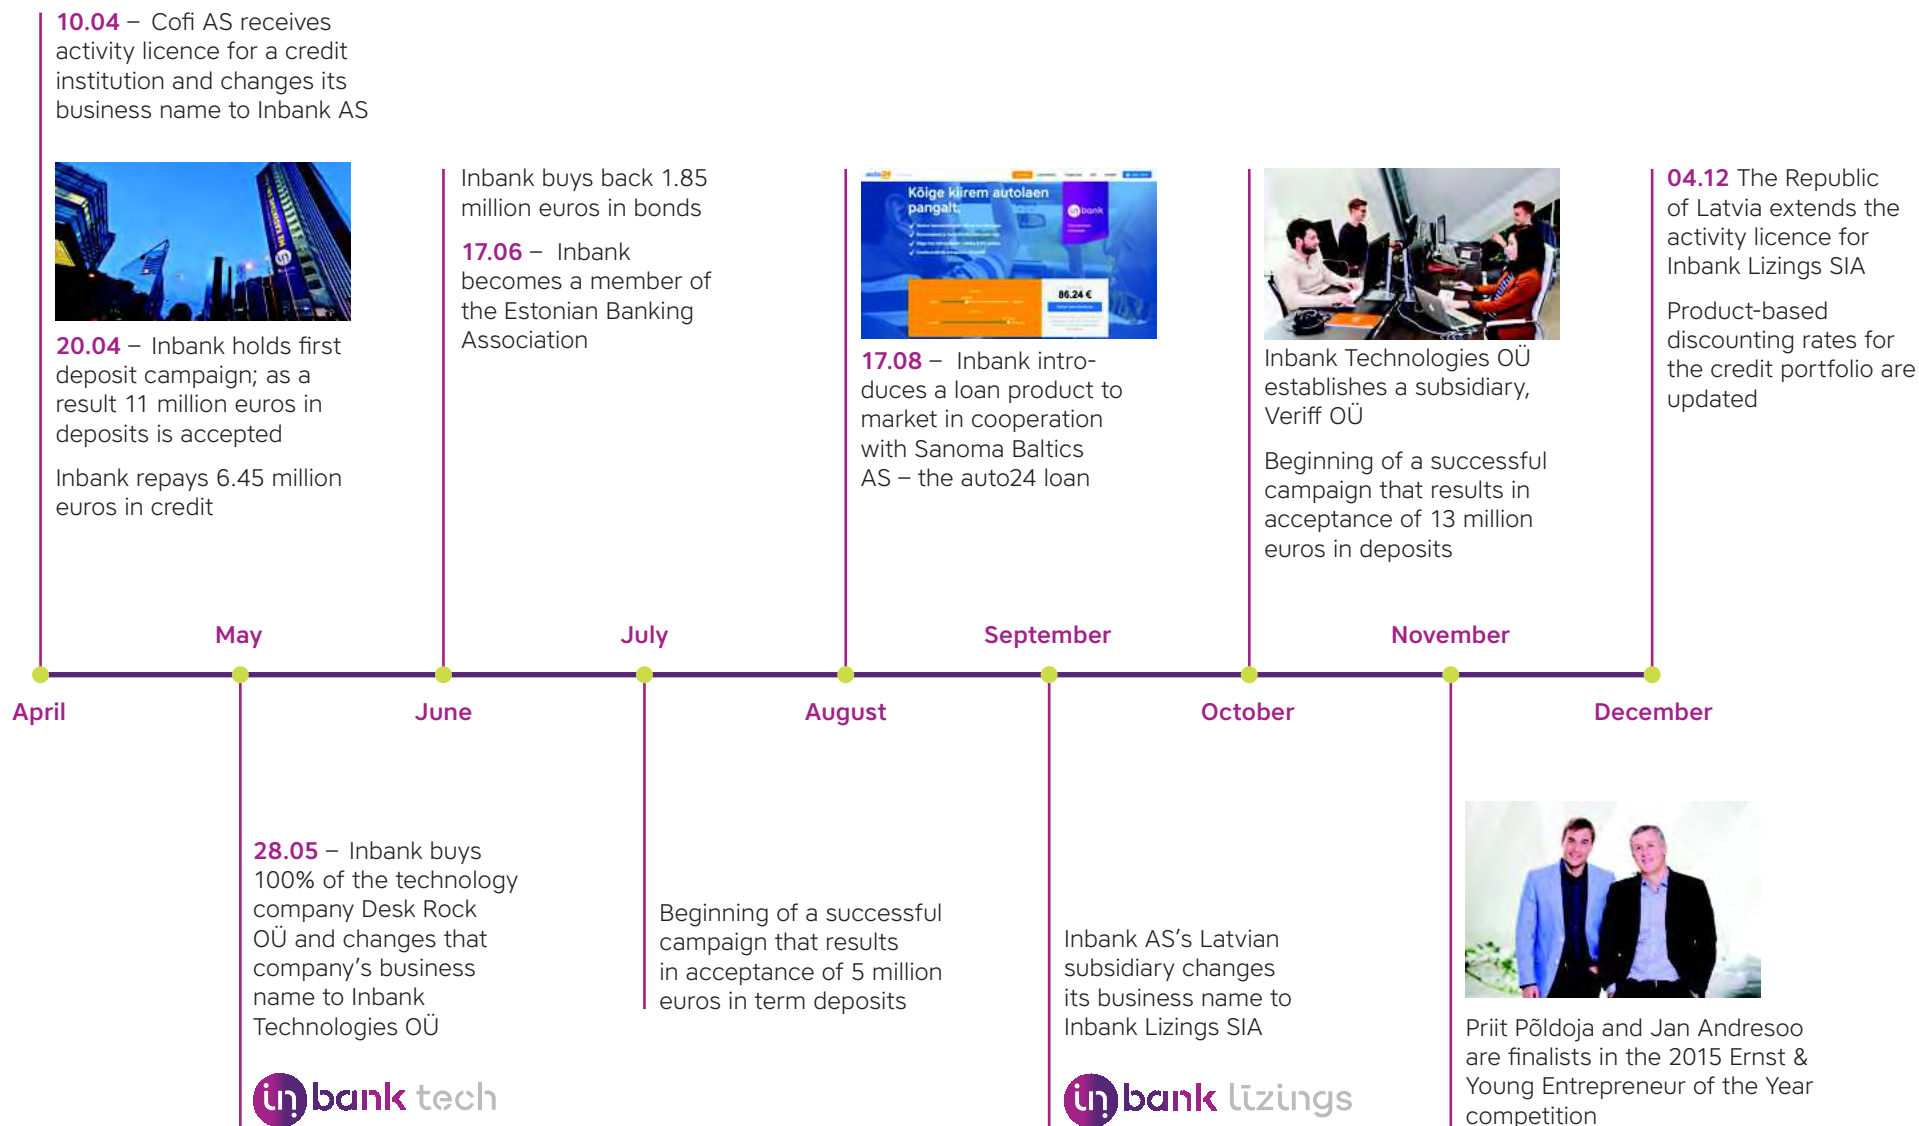 10.04 – Cofi AS receives
activity licence for a credit
institution and changes its
business name to Inbank AS
20.04 – Inbank holds first
deposit campaign; as a
result 11 million euros in
deposits is accepted
Inbank repays 6.45 million
euros in credit
Inbank buys back 1.85
million euros in bonds
17.06 – Inbank
becomes a member of
the Estonian Banking
Association
auto24
Kõige kiirem autolaen
pangalt.
inbank
86.24 €
17.08 – Inbank intro-
duces a loan product to
market in cooperation
with Sanoma Baltics
AS – the auto24 loan
Inbank Technologies OÜ
establishes a subsidiary,
Veriff OÜ
Beginning of a successful
campaign that results in
acceptance of 13 million
euros in deposits
04.12 The Republic
of Latvia extends the
activity licence for
Inbank Lizings SIA
Product-based
discounting rates for
the credit portfolio are
updated
May
July
September
November
April
June
August
October
December
28.05 – Inbank buys
100% of the technology
company Desk Rock
OÜ and changes that
company’s business
name to Inbank
Technologies OÜ
inbank tech
Beginning of a successful
campaign that results
in acceptance of 5 million
euros in term deposits
Inbank AS’s Latvian
subsidiary changes
its business name to
Inbank Lizings SIA
inbank līzings
Priit Põldoja and Jan Andresoo
are finalists in the 2015 Ernst &
Young Entrepreneur of the Year
competition